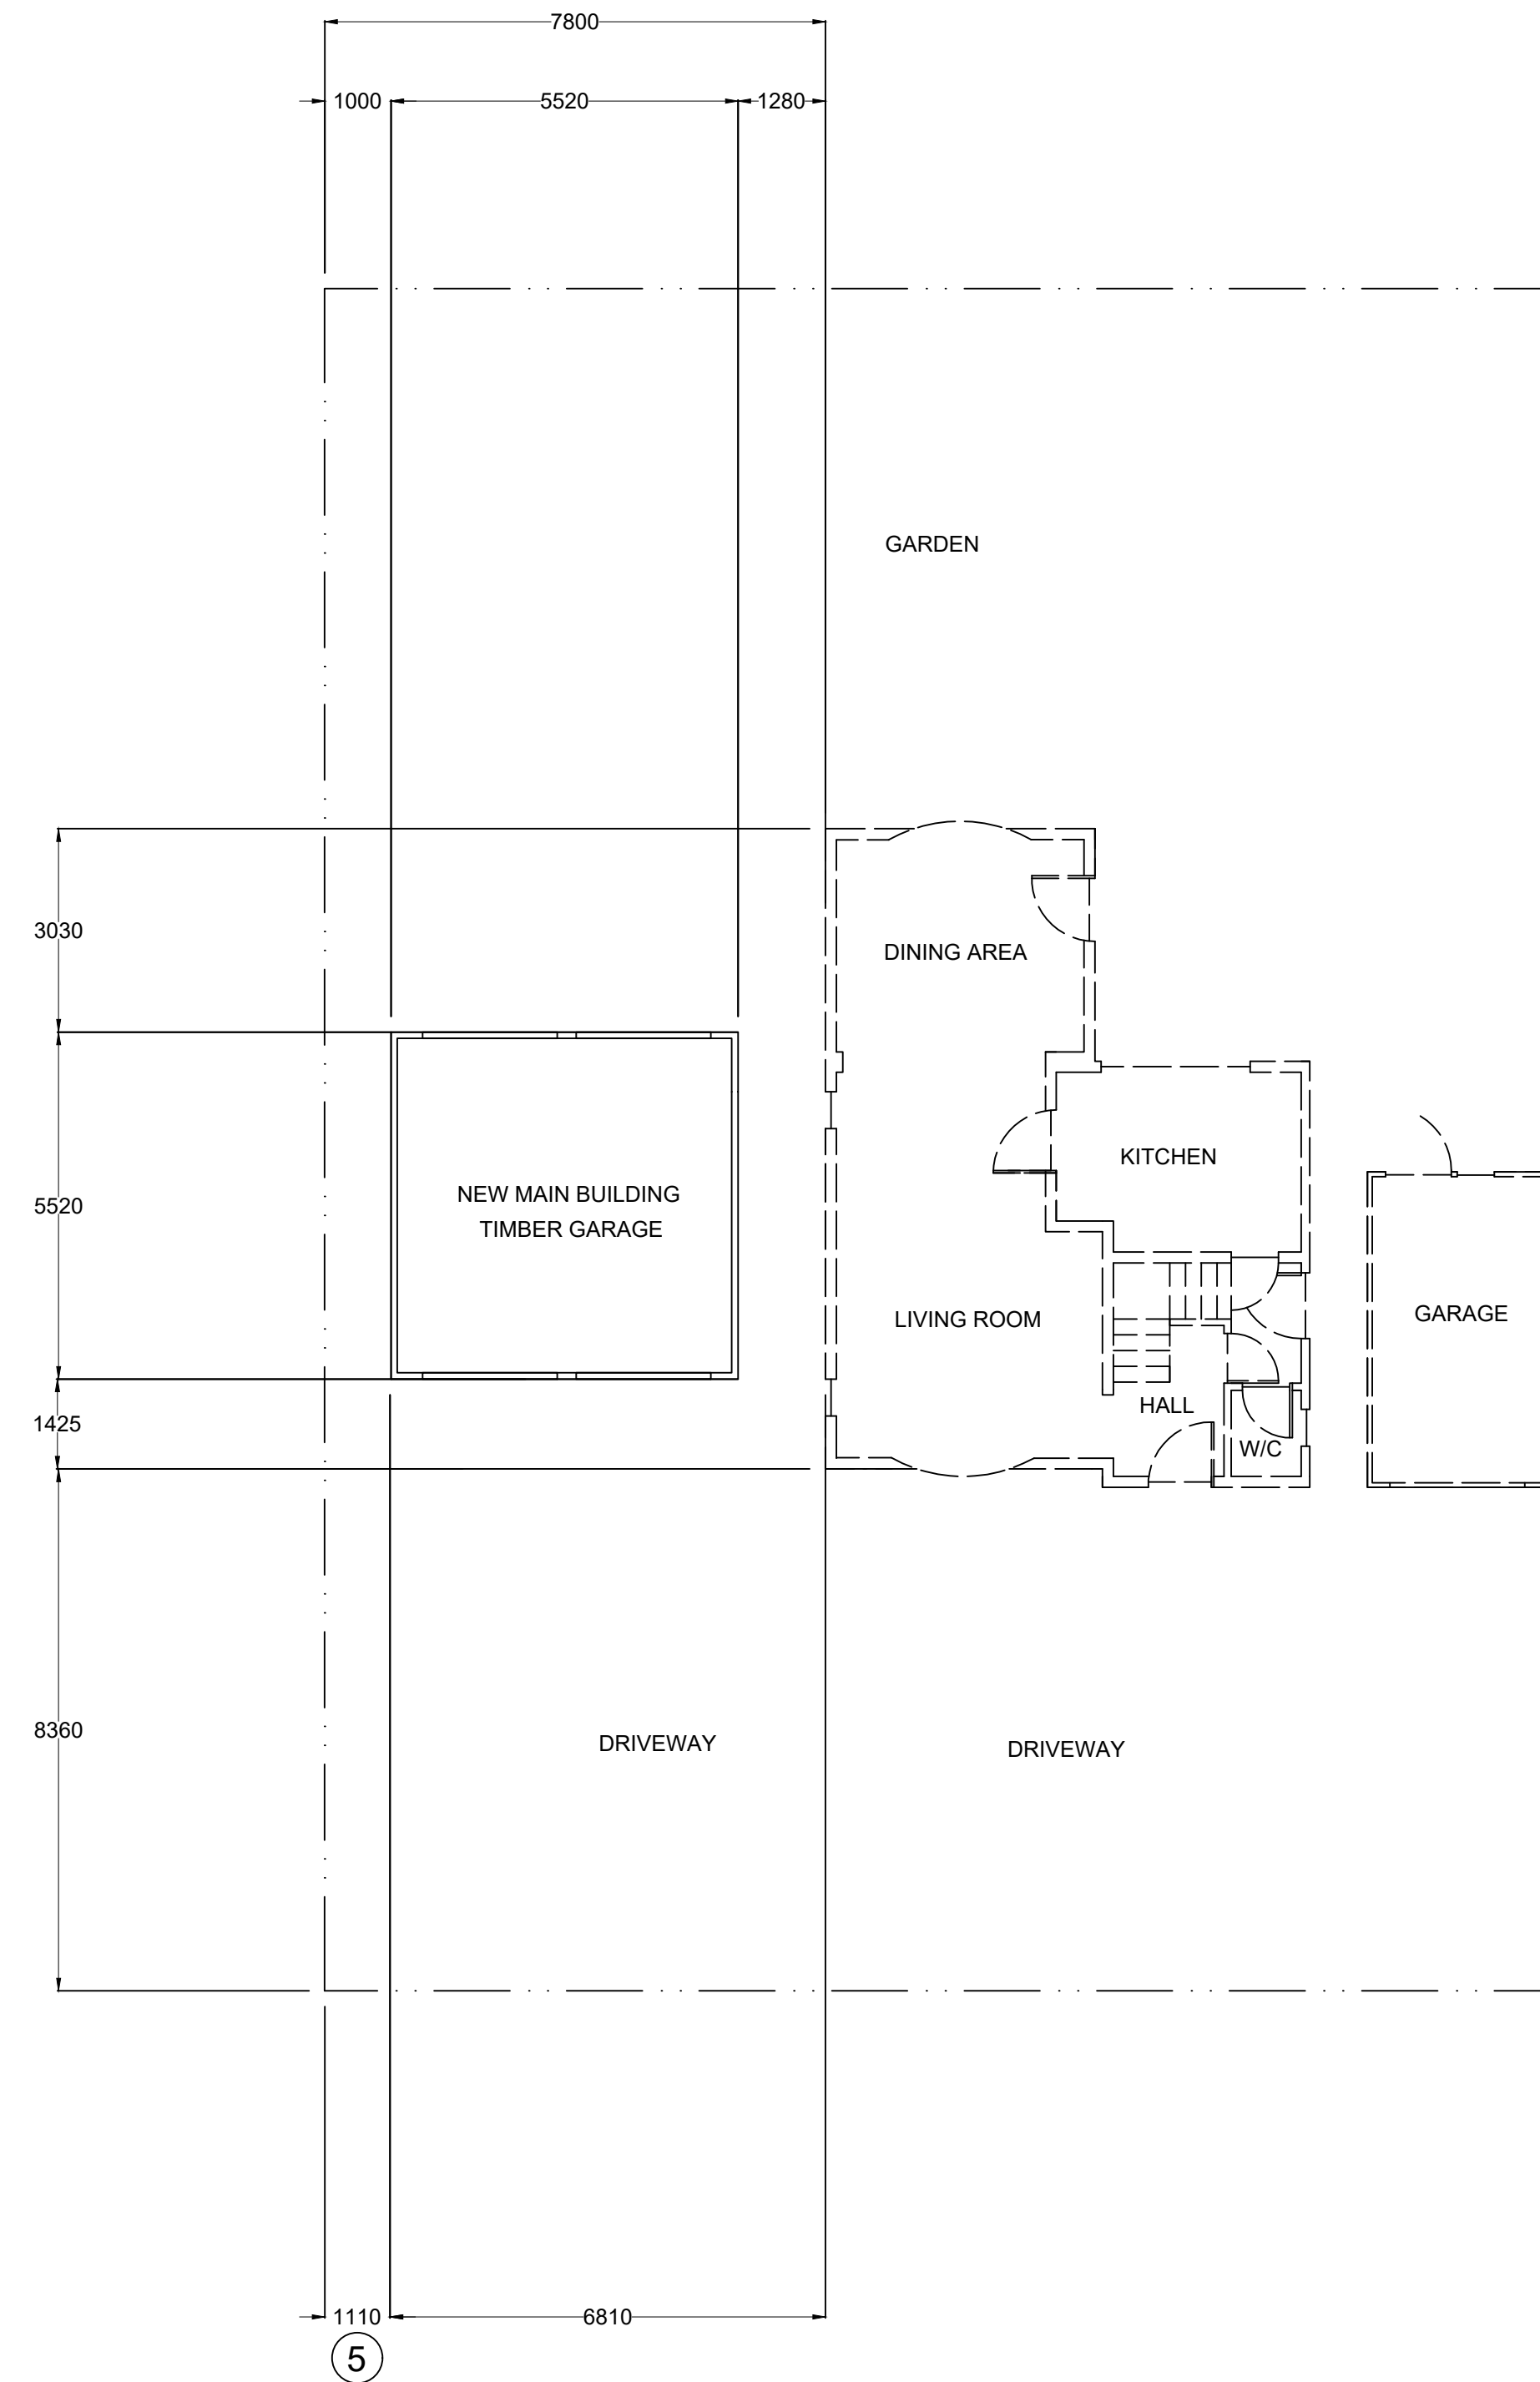 7800
1000
5520
1280
GARDEN
3030
DINING AREA
KITCHEN
NEW MAIN BUILDING
TIMBER GARAGE
5520
LIVING ROOM
GARAGE
HALL
1425
W/C
8360
DRIVEWAY
DRIVEWAY
1110
6810
5